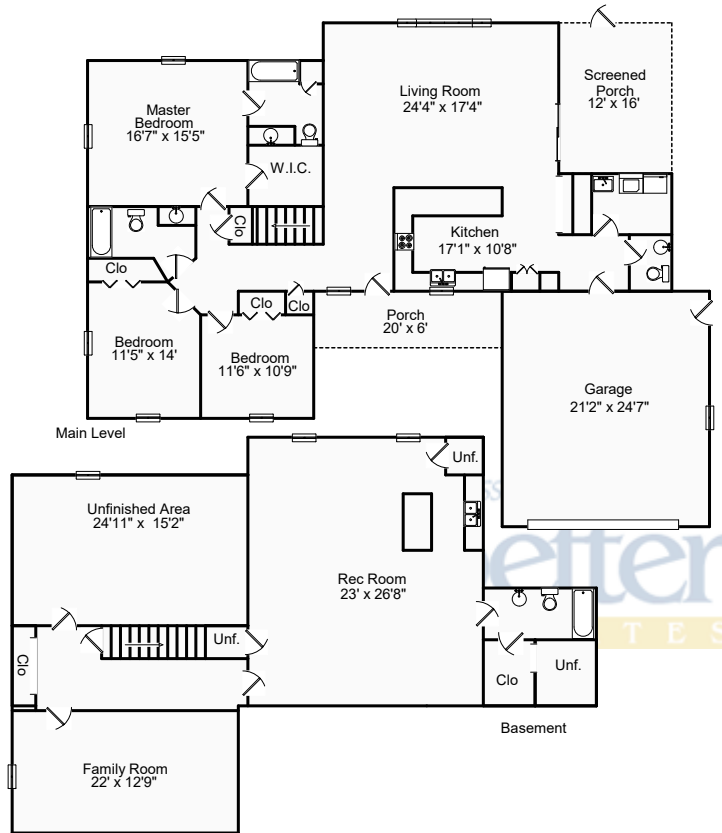 Living Room
24'4" x 17'4"
Screened
Porch
12' x 16'
Master
Bedroom
16'7" x 15'5"
W.I.C.
Clo
Kitchen
17'1" x 10'8"
Clo
Clo
Clo
Porch
20' x 6'
Bedroom
11'5" x 14'
Bedroom
11'6" x 10'9"
Garage
21'2" x 24'7"
Main Level
Unf.
Unfinished Area
24'11" x 15'2"
Rec Room
23' x 26'8"
Unf.
Clo
Clo
Unf.
Basement
Family Room
22' x 12'9"